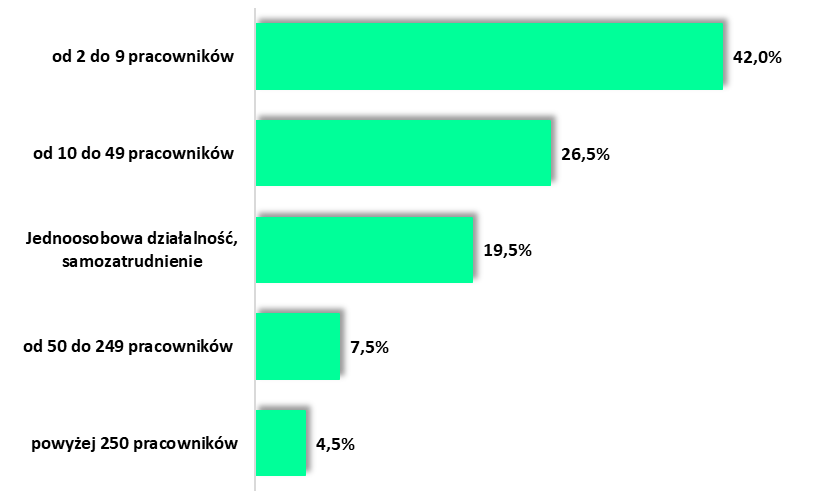 od 2 do 9 pracowników
42,0%
od 10 do 49 pracowników
26,5%
Jednoosobowa działalność,
samozatrudnienie
19,5%
od 50 do 249 pracowników
7,5%
powyżej 250 pracowników
4,5%